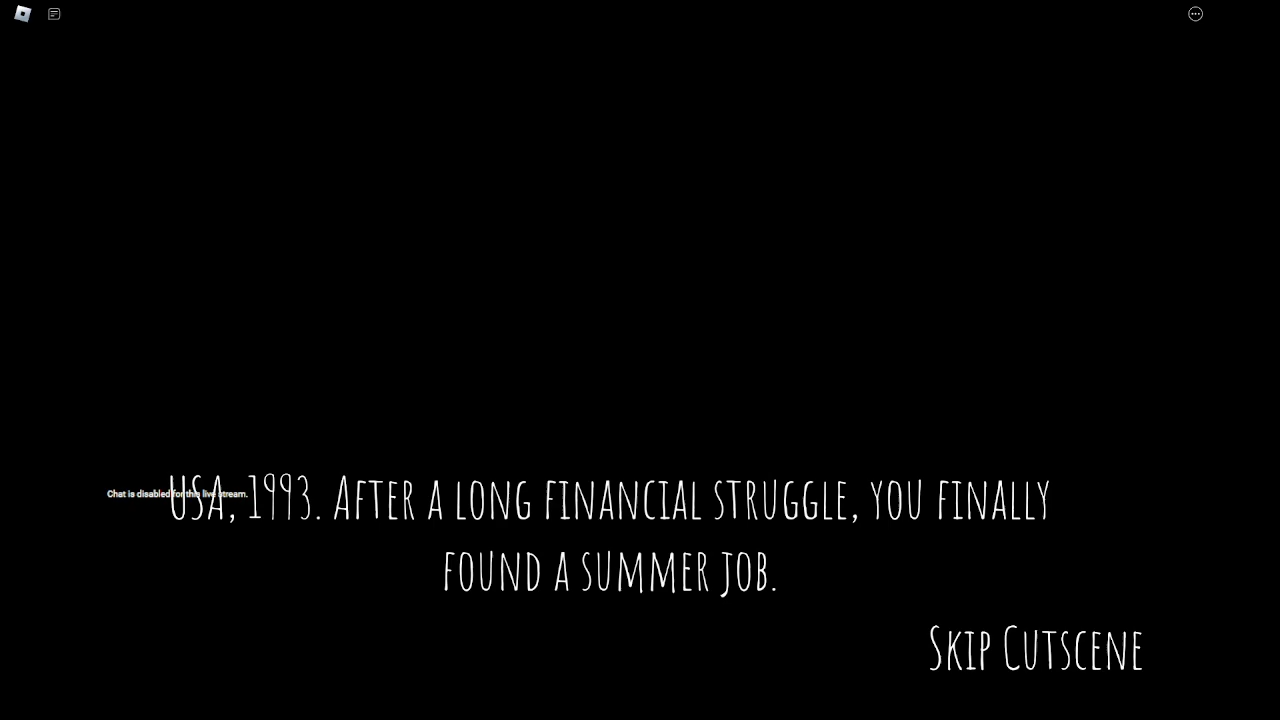 Chat is disabled for this live stream.
USA, 1993. After a long financial struggle, you finally
found a summer job.
Skip Cutscene